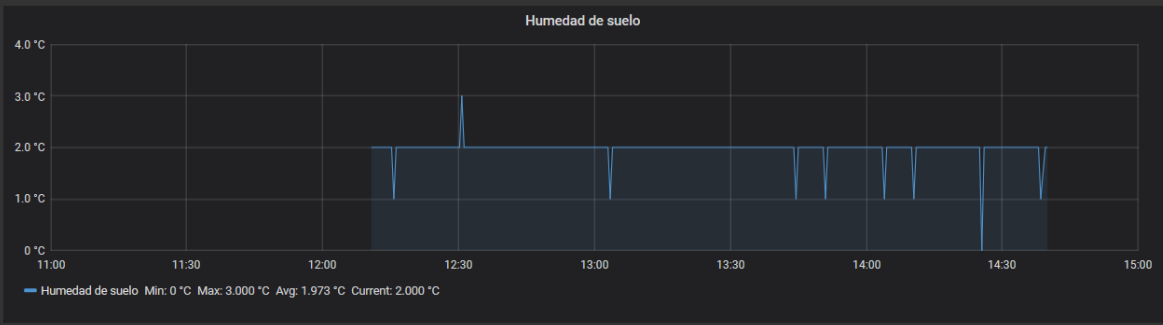 Humedad de suelo
4.0 °C
3.0 °C
2.0 °C
1.0 °C
0 °C
11:00 11:30 12:00 12:30 13:00 13:30 14:00 14:30 15:00
Humedad de suelo Min: 0 °C Max: 3.000 °C Avg: 1.973 °C Current: 2.000 °C